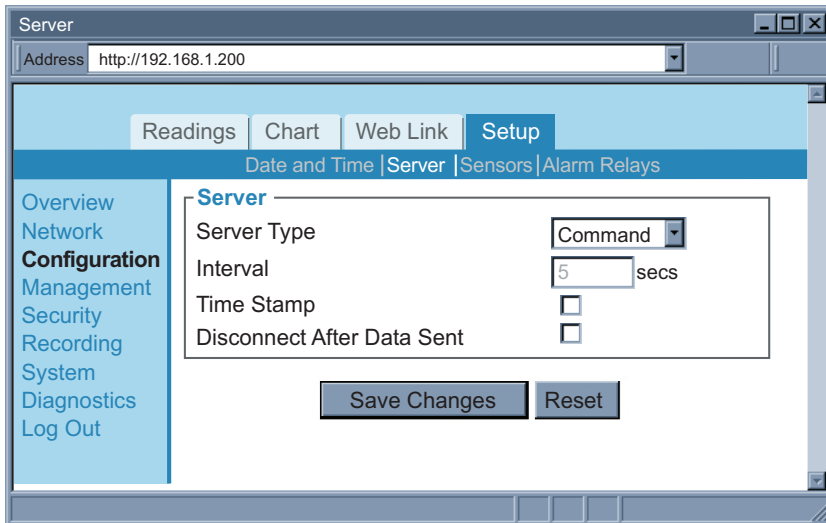 Server
Address http://192.168.1.200
Readings Chart Web Link Setup
Date and Time |Server |Sensors|Alarm Relays
Overview
Network
Configuration
Management
Security
Recording
System
Diagnostics
Log Out
Server
Server Type Command
Interval 5 secs
Time Stamp
Disconnect After Data Sent
Save Changes Reset